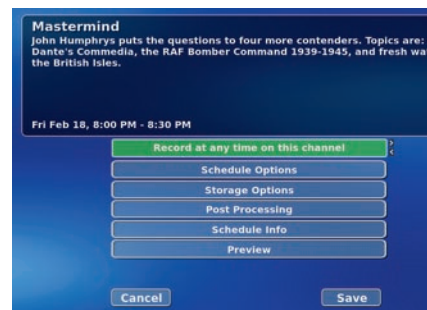 Mastermind
John Humphrys puts the questions to four more contenders. Topics are:
Dante's Commedia, the RAF Bomber Command 1939-1945, and fresh wa
the British Isles.
Fri Feb 18, 8:00 PM - 8:30 PM
Record at any time on this channel
Schedule Options
Storage Options
Post Processing
Schedule Info
Preview
Cancel
Save